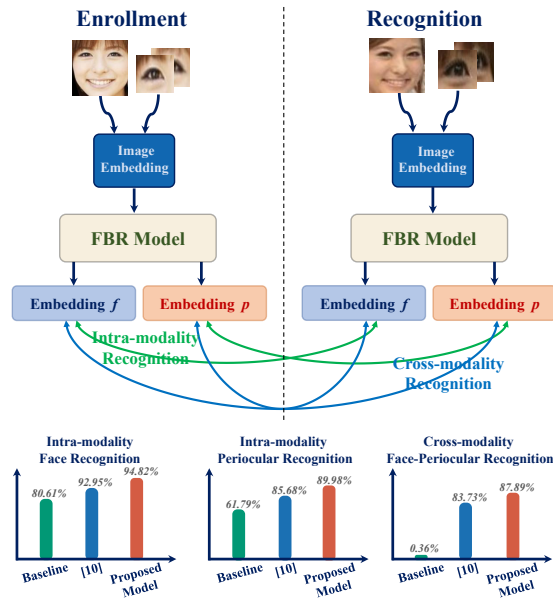 Enrollment
Recognition
Image
Embedding
Image
Embedding
FBR Model
FBR Model
Embedding f
Embedding p
Embedding f
Embedding p
Intra-modality
Recognition
Cross-modality
Recognition
Intra-modality
Face Recognition
80.61%
92.95%
94.82%
Baseline
[10]
Proposed
Model
Intra-modality
Periocular Recognition
61.79%
85.68%
89.98%
Baseline
[10]
Proposed
Model
Cross-modality
Face-Periocular Recognition
0.36%
83.73%
87.89%
Baseline
[10]
Proposed
Model